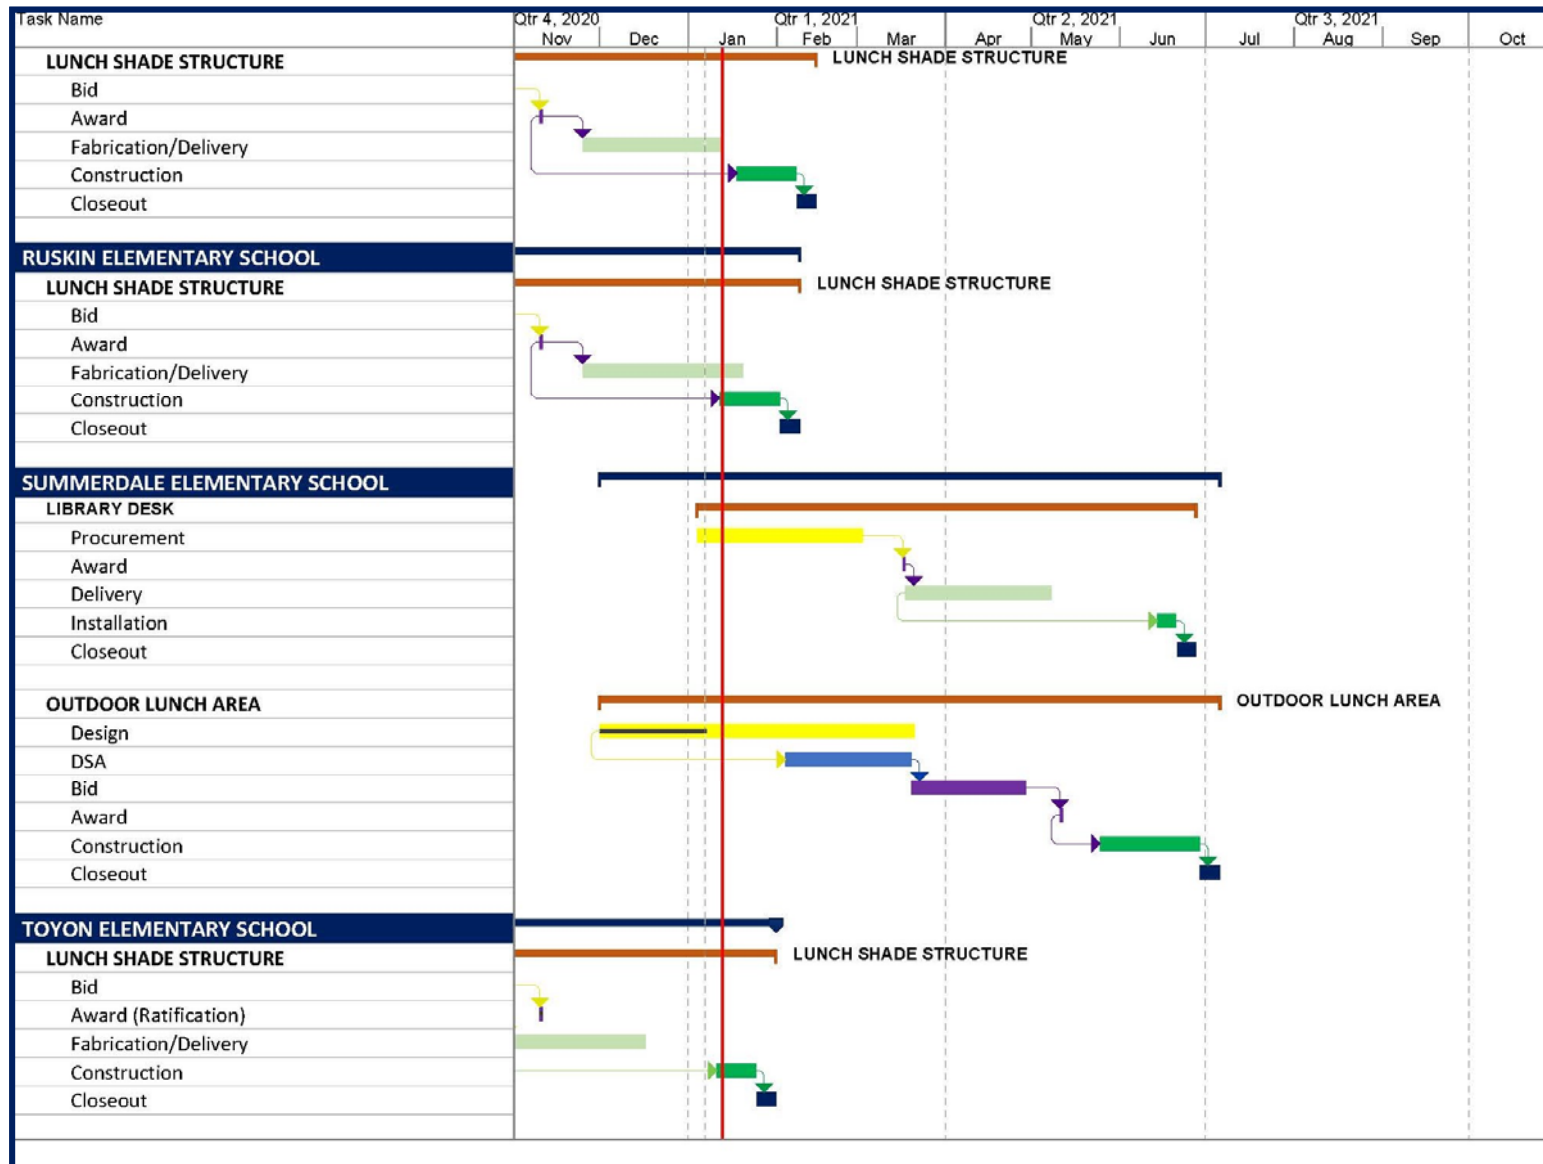 Task Name Qtr 4, 2020 Qtr 1, 2021 Qtr 2, 2021 Qtr 3, 2021
Nov Dec Jan Feb Mar Apr May Jun Jul Aug Sep Oct
LUNCH SHADE STRUCTURE LUNCH SHADE STRUCTURE
Bid
Award
Fabrication/Delivery
Construction
Closeout
RUSKIN ELEMENTARY SCHOOL
LUNCH SHADE STRUCTURE LUNCH SHADE STRUCTURE
Bid
Award
Fabrication/Delivery
Construction
Closeout
SUMMERDALE ELEMENTARY SCHOOL
LIBRARY DESK
Procurement
Award
Delivery
Installation
Closeout
OUTDOOR LUNCH AREA OUTDOOR LUNCH AREA
Design
DSA
Bid
Award
Construction
Closeout
TOYON ELEMENTARY SCHOOL
LUNCH SHADE STRUCTURE LUNCH SHADE STRUCTURE
Bid
Award (Ratification)
Fabrication/Delivery
Construction
Closeout